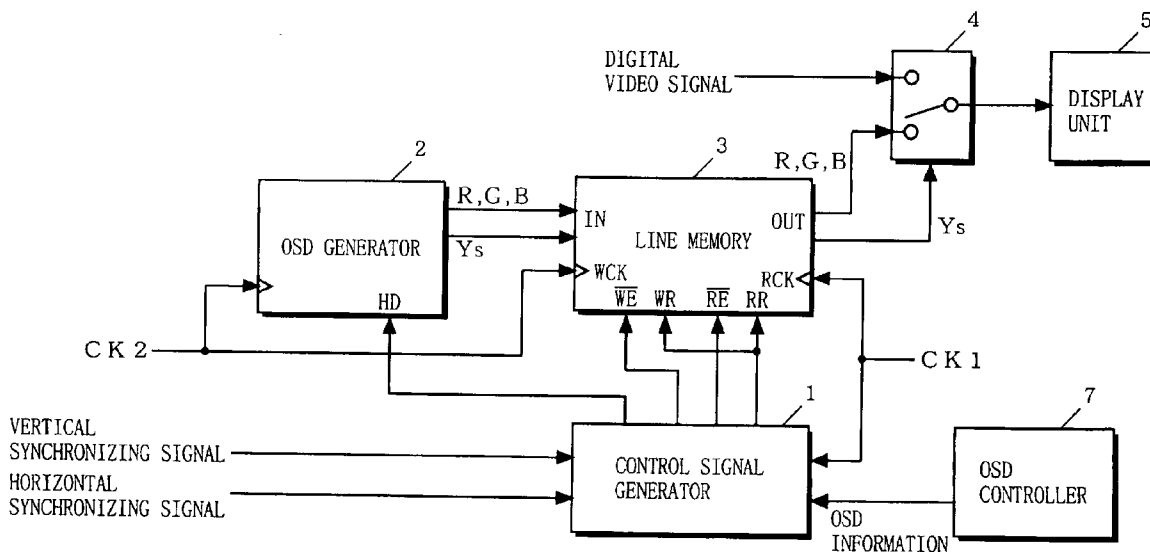 4
5
DIGITAL
VIDEO SIGNAL
DISPLAY
UNIT
2
3
R,G,B
R,G,B
IN
OUT
Ys
OSD GENERATOR
Ys
LINE MEMORY
WCK
RCK
HD
WE WR RE RR
CK2
CK1
1
7
VERTICAL
SYNCHRONIZING SIGNAL
CONTROL SIGNAL
GENERATOR
OSD
CONTROLLER
HORIZONTAL
SYNCHRONIZING SIGNAL
OSD
INFORMATION